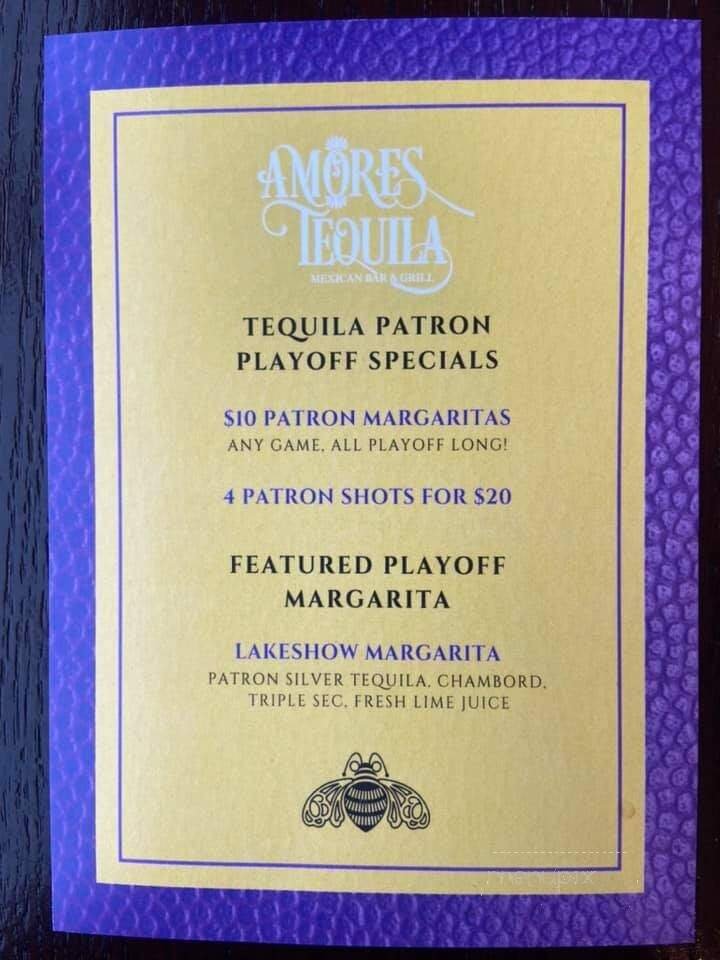 AMORES
TEQUILA
MEXICAN BAR & GRILL
TEQUILA PATRON
PLAYOFF SPECIALS
$10 PATRON MARGARITAS
ANY GAME, ALL PLAYOFF LONG!
4 PATRON SHOTS FOR $20
FEATURED PLAYOFF
MARGARITA
LAKESHOW MARGARITA
PATRON SILVER TEQUILA, CHAMBORD,
TRIPLE SEC, FRESH LIME JUICE